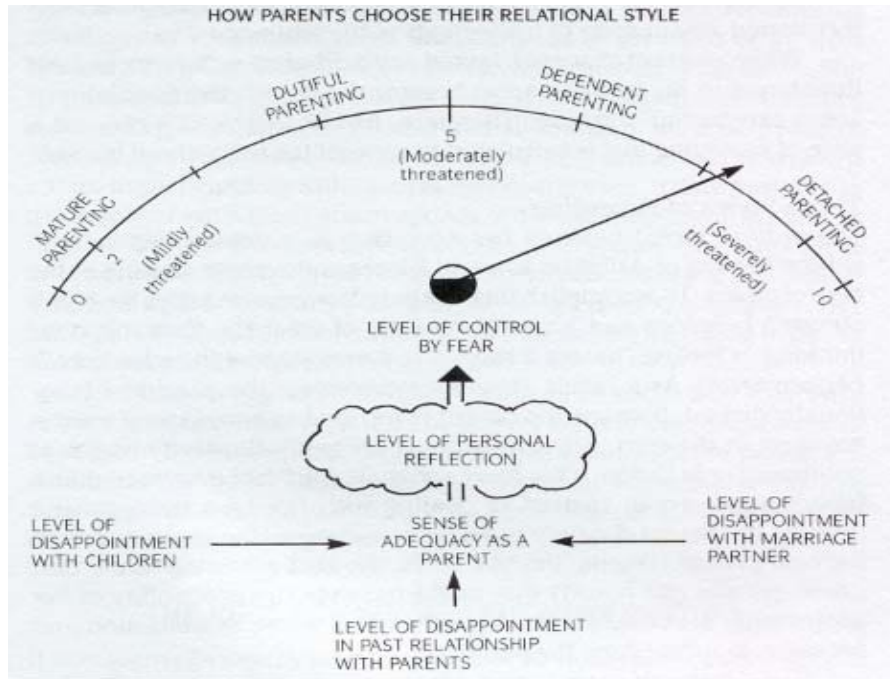 HOW PARENTS CHOOSE THEIR RELATIONAL STYLE
DUTIFUL
PARENTING
DEPENDENT
PARENTING
5
(Moderately
threatened)
MATURE
PARENTING
DETACHED
PARENTING
0
2
(Mildly
threatened)
(Severely
threatened)
10
LEVEL OF CONTROL
BY FEAR
LEVEL OF PERSONAL
REFLECTION
LEVEL OF
DISAPPOINTMENT
WITH CHILDREN
SENSE OF
ADEQUACY AS A
PARENT
LEVEL OF
DISAPPOINTMENT
WITH MARRIAGE
PARTNER
LEVEL OF DISAPPOINTMENT
IN PAST RELATIONSHIP
WITH PARENTS